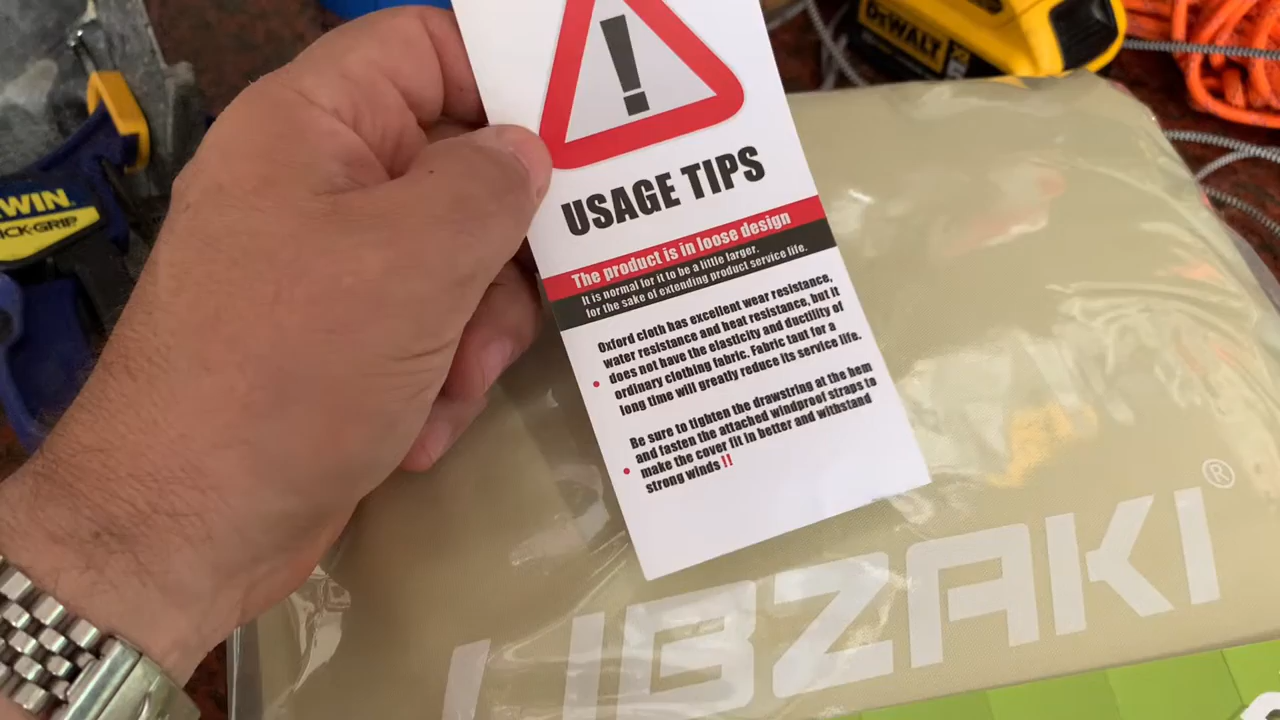 DEWALT
!
USAGE TIPS
The product is in loose design
It is normal for it to be a little larger.
for the sake of extending product service life.
Oxford cloth has excellent wear resistance,
water resistance and heat resistance, but it
does not have the elasticity and ductility of
ordinary clothing fabric. Fabric taut for a
long time will greatly reduce its service life.
Be sure to tighten the drawstring at the hem
and fasten the attached windproof straps to
make the cover fit in better and withstand
strong winds !!
WIN
CK-GRIP
UBZAKI®